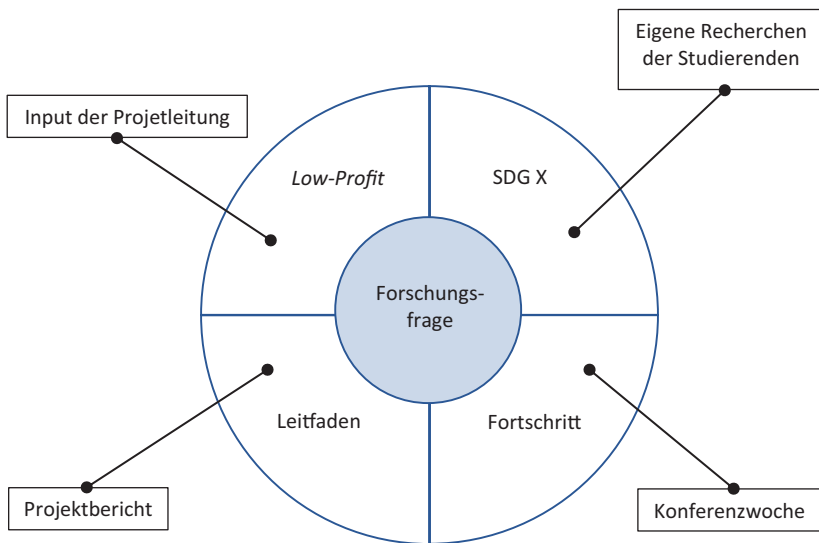 Eigene Recherchen
der Studierenden
Input der Projetleitung
Low-Profit
SDG X
Forschungs-
frage
Leitfaden
Fortschritt
Projektbericht
Konferenzwoche